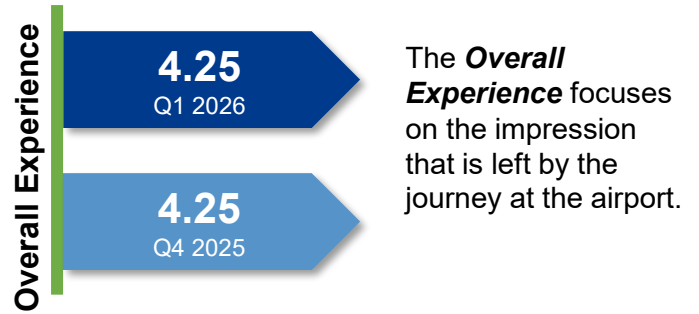 Overall Experience
4.25
Q1 2026
4.25
Q4 2025
The Overall
Experience focuses
on the impression
that is left by the
journey at the airport.